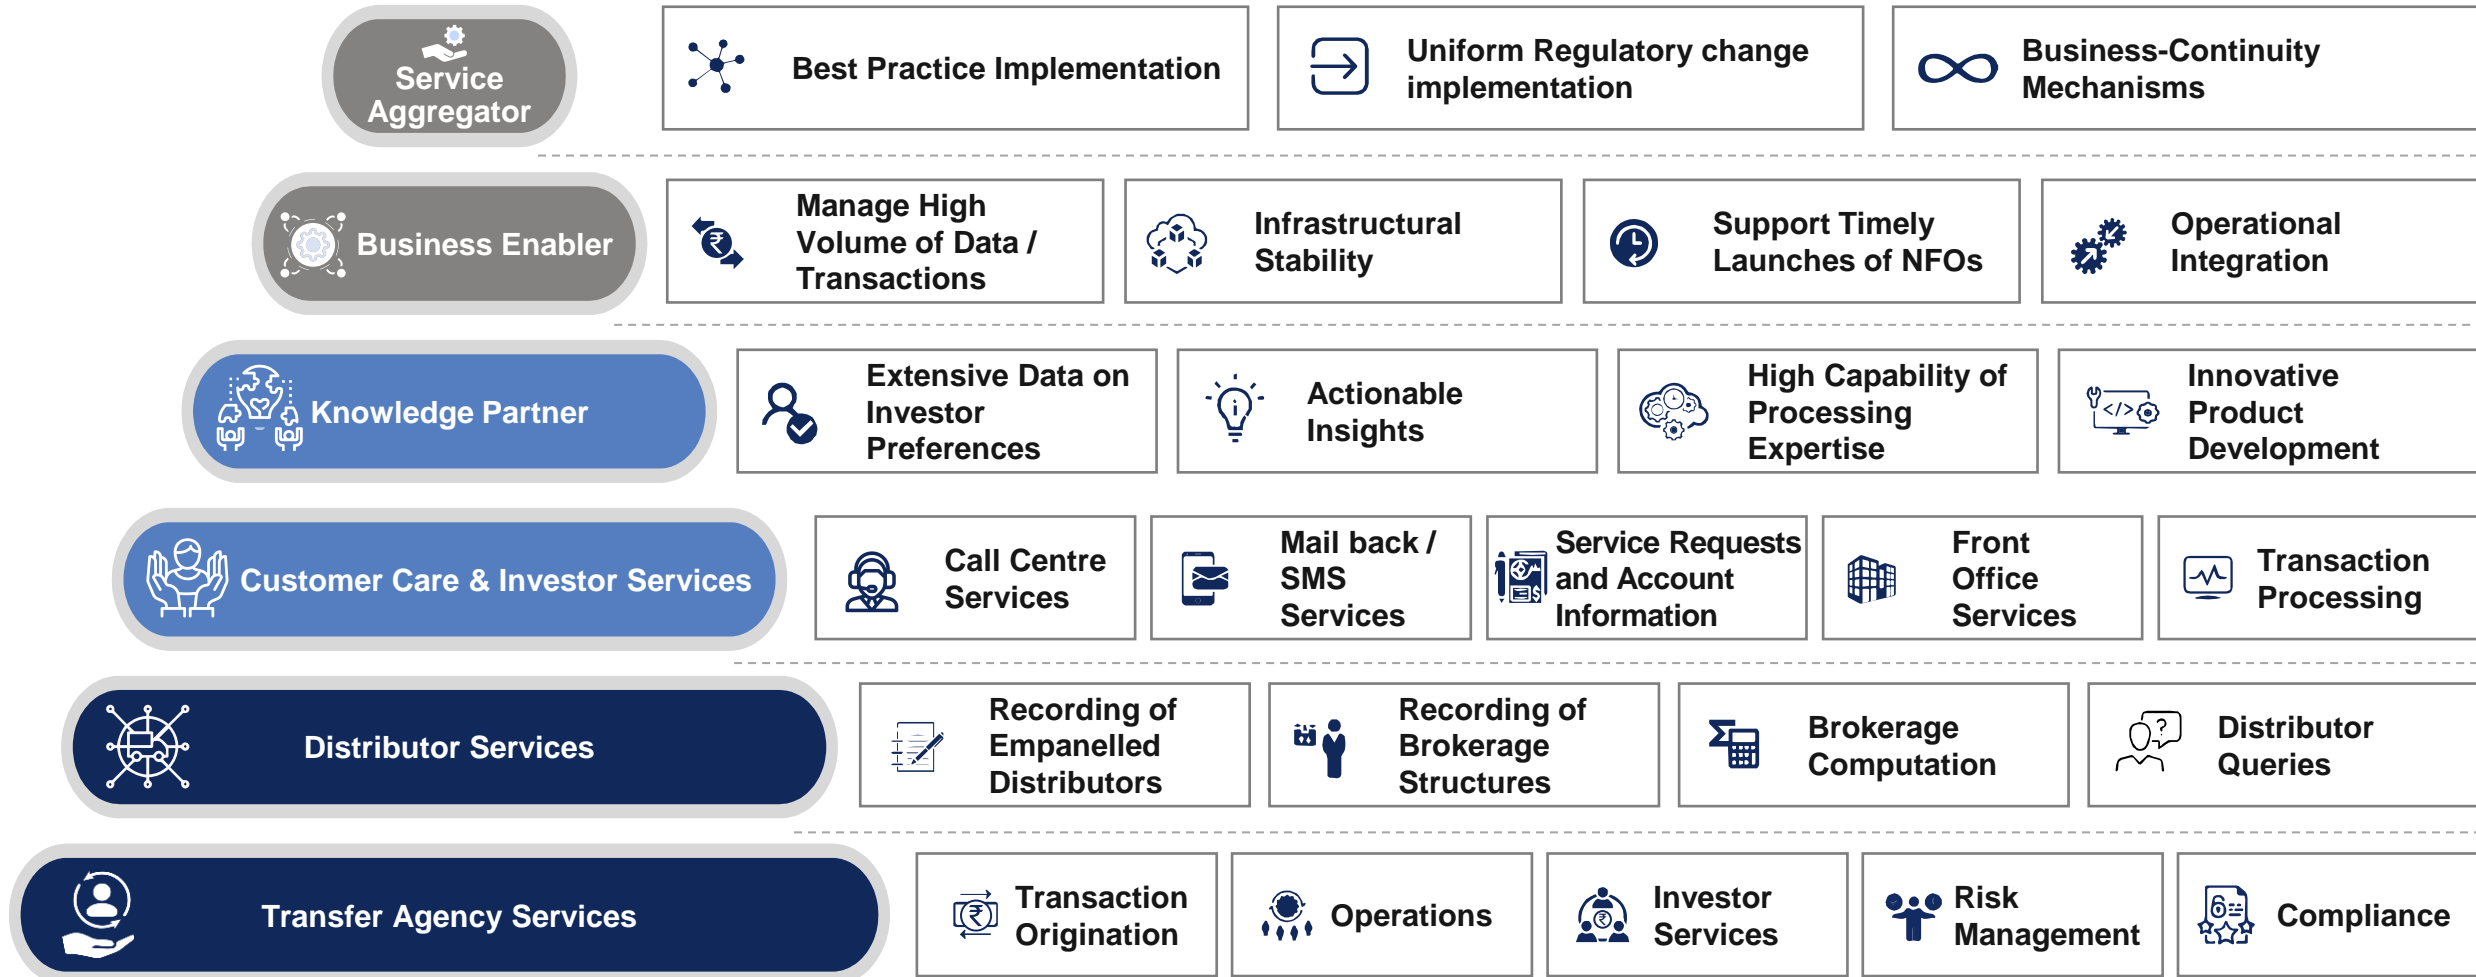 Service
Aggregator
Best Practice Implementation
Uniform Regulatory change
implementation
Business-Continuity
Mechanisms
Business Enabler
Manage High
Volume of Data /
Transactions
Infrastructural
Stability
Support Timely
Launches of NFOs
Operational
Integration
Knowledge Partner
Extensive Data on
Investor
Preferences
Actionable
Insights
High Capability of
Processing
Expertise
Innovative
Product
Development
Customer Care & Investor Services
Call Centre
Services
Mail back /
SMS
Services
Service Requests
and Account
Information
Front
Office
Services
Transaction
Processing
Distributor Services
Recording of
Empanelled
Distributors
Recording of
Brokerage
Structures
Brokerage
Computation
Distributor
Queries
Transfer Agency Services
Transaction
Origination
Operations
Investor
Services
Risk
Management
Compliance